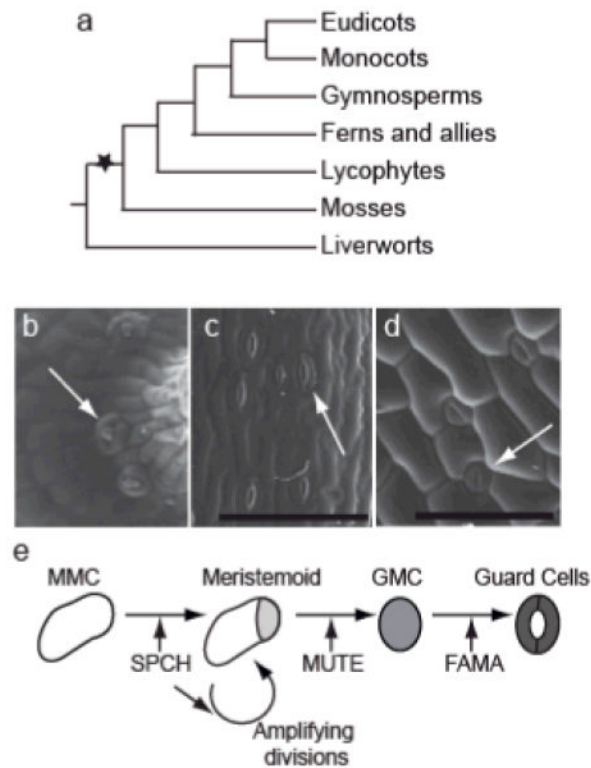 a
Eudicots
Monocots
Gymnosperms
Ferns and allies
Lycophytes
Mosses
Liverworts
b
c
d
e
MMC
Meristemoid
GMC
Guard Cells
SPCH
MUTE
FAMA
Amplifying
divisions